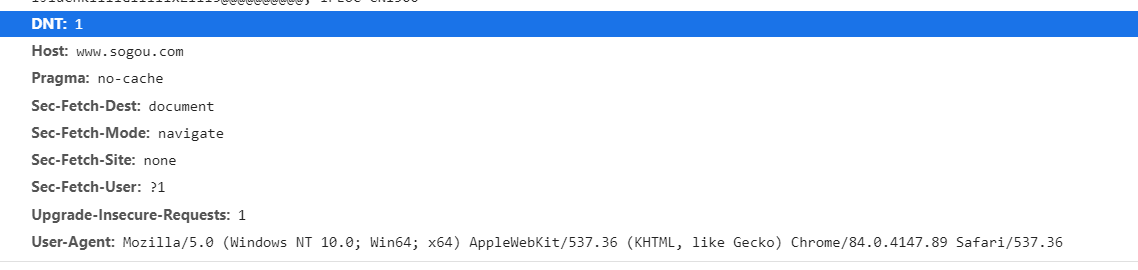 DNT: 1
Host: www.sogou.com
Pragma: no-cache
Sec-Fetch-Dest: document
Sec-Fetch-Mode: navigate
Sec-Fetch-Site: none
Sec-Fetch-User: ?1
Upgrade-Insecure-Requests: 1
User-Agent: Mozilla/5.0 (Windows NT 10.0; Win64; x64) AppleWebKit/537.36 (KHTML, like Gecko) Chrome/84.0.4147.89 Safari/537.36